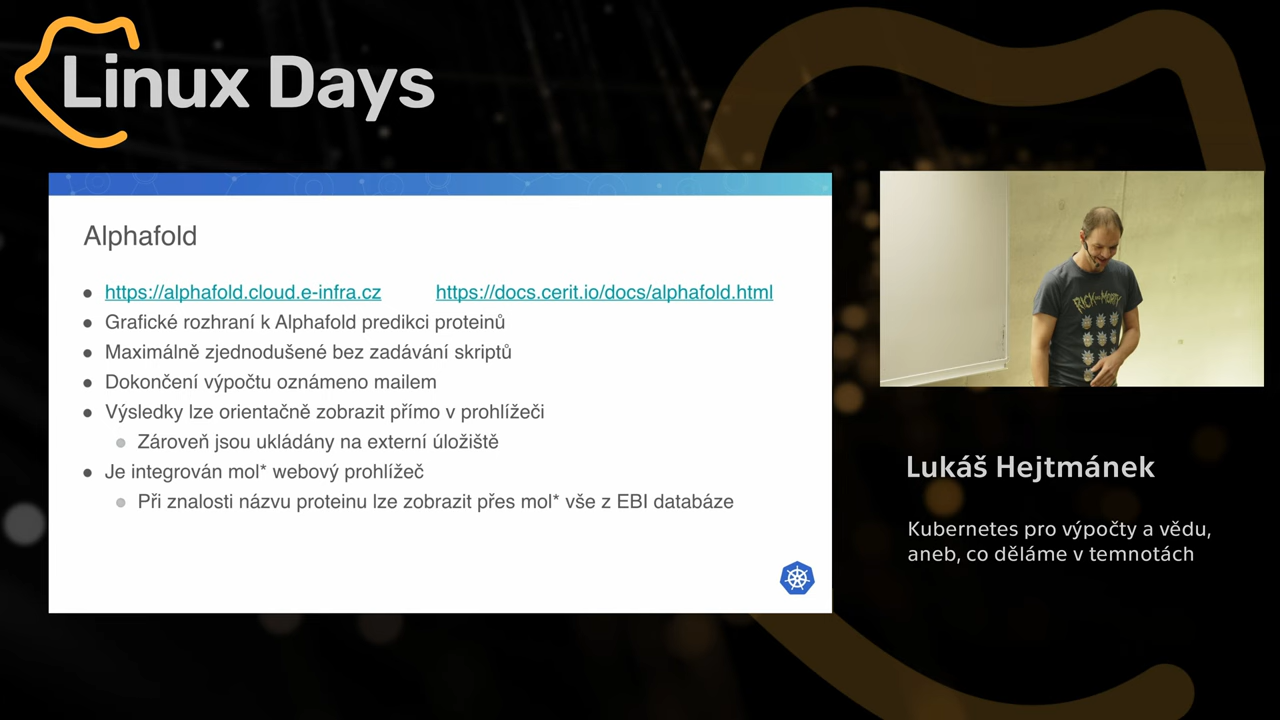 Linux Days
Alphafold
https://alphafold.cloud.e-infra.cz https://docs.cerit.io/docs/alphafold.html
Grafické rozhraní k Alphafold predikci proteinů
Maximálně zjednodušené bez zadávání skriptů
Dokončení výpočtu oznámeno mailem
Výsledky lze orientačně zobrazit přímo v prohlížeči
Zároveň jsou ukládány na externí úložiště
Je integrován mol* webový prohlížeč
Při znalosti názvu proteinu lze zobrazit přes mol* vše z EBI databáze
RICK AND MORTY
Lukáš Hejtmánek
Kubernetes pro výpočty a vědu,
aneb, co děláme v temnotách